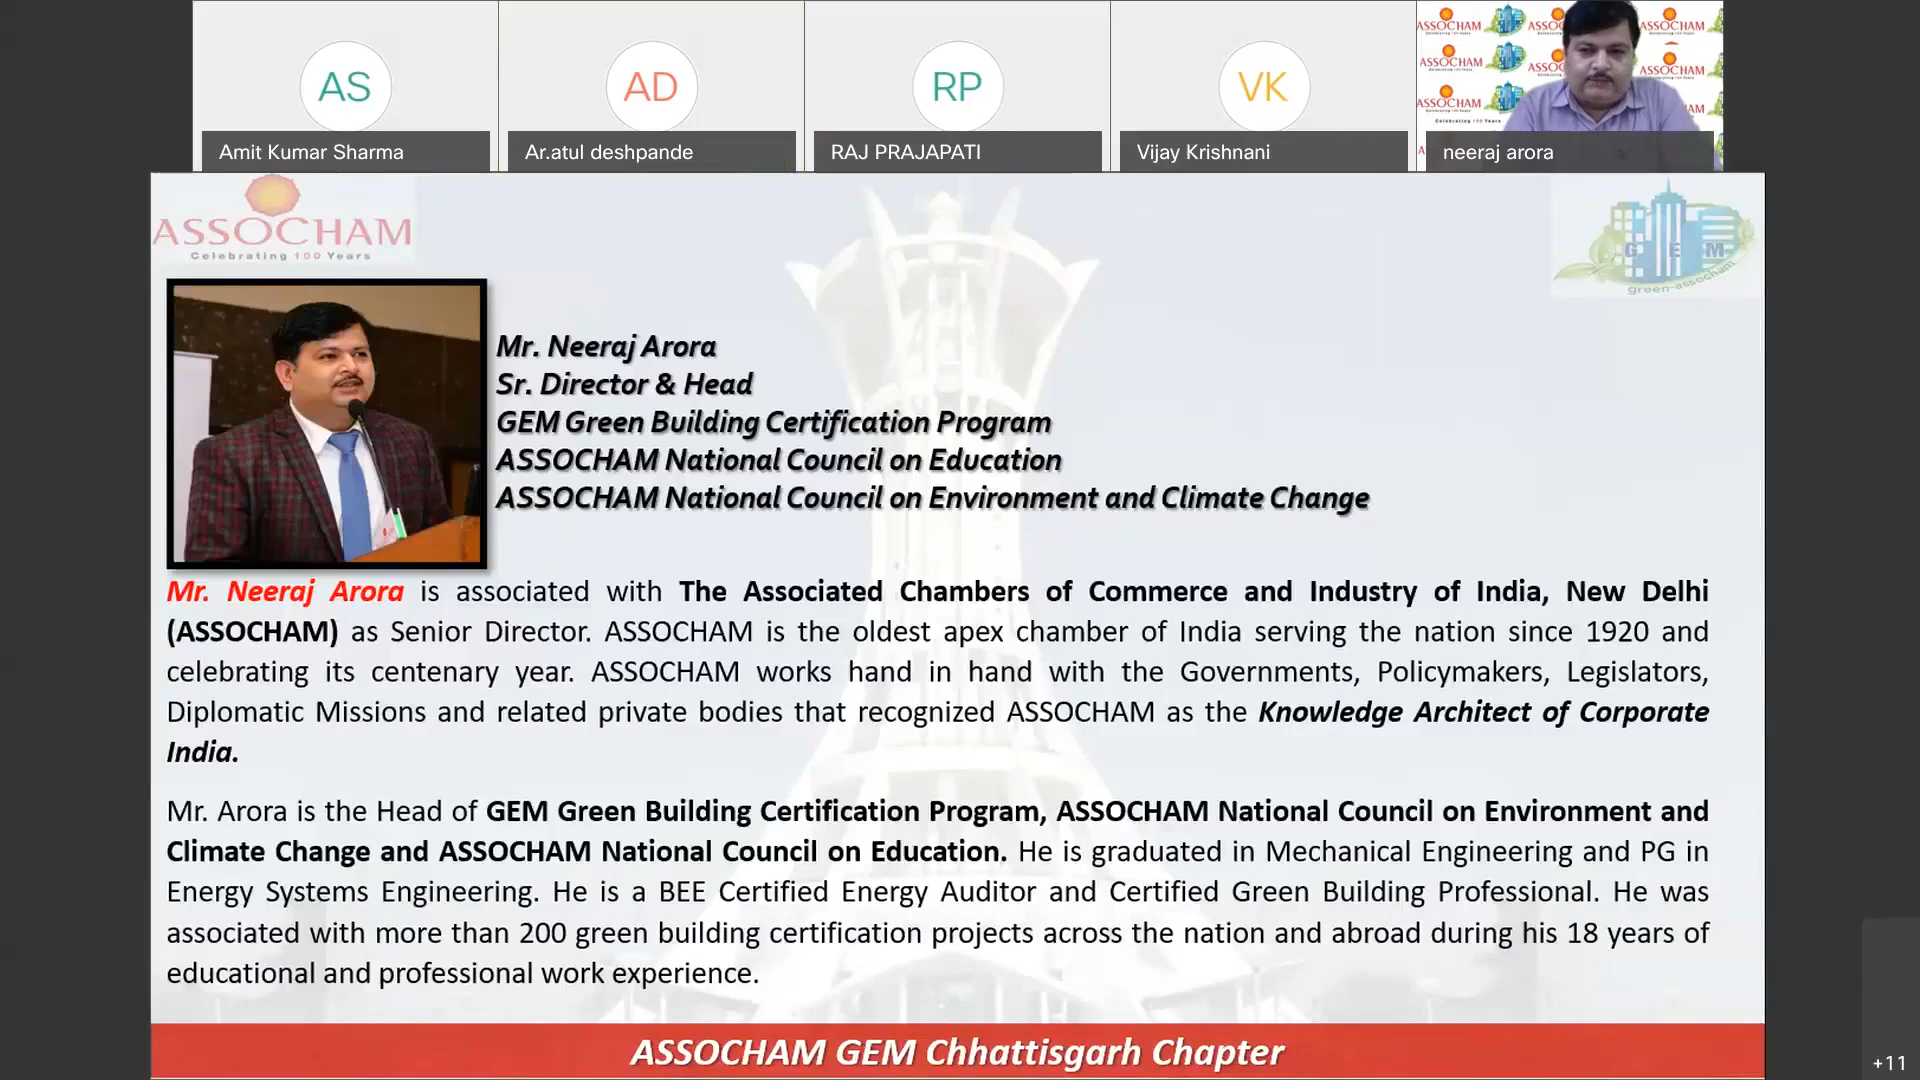 AS
AD
RP
VK
Amit Kumar Sharma
Ar.atul deshpande
RAJ PRAJAPATI
Vijay Krishnani
neeraj arora
ASSOCHAM
Celebrating 100 Years
G E M
green-assocham
Mr. Neeraj Arora
Sr. Director & Head
GEM Green Building Certification Program
ASSOCHAM National Council on Education
ASSOCHAM National Council on Environment and Climate Change
Mr. Neeraj Arora is associated with The Associated Chambers of Commerce and Industry of India, New Delhi
(ASSOCHAM) as Senior Director. ASSOCHAM is the oldest apex chamber of India serving the nation since 1920 and
celebrating its centenary year. ASSOCHAM works hand in hand with the Governments, Policymakers, Legislators,
Diplomatic Missions and related private bodies that recognized ASSOCHAM as the Knowledge Architect of Corporate
India.
Mr. Arora is the Head of GEM Green Building Certification Program, ASSOCHAM National Council on Environment and
Climate Change and ASSOCHAM National Council on Education. He is graduated in Mechanical Engineering and PG in
Energy Systems Engineering. He is a BEE Certified Energy Auditor and Certified Green Building Professional. He was
associated with more than 200 green building certification projects across the nation and abroad during his 18 years of
educational and professional work experience.
ASSOCHAM GEM Chhattisgarh Chapter
+11